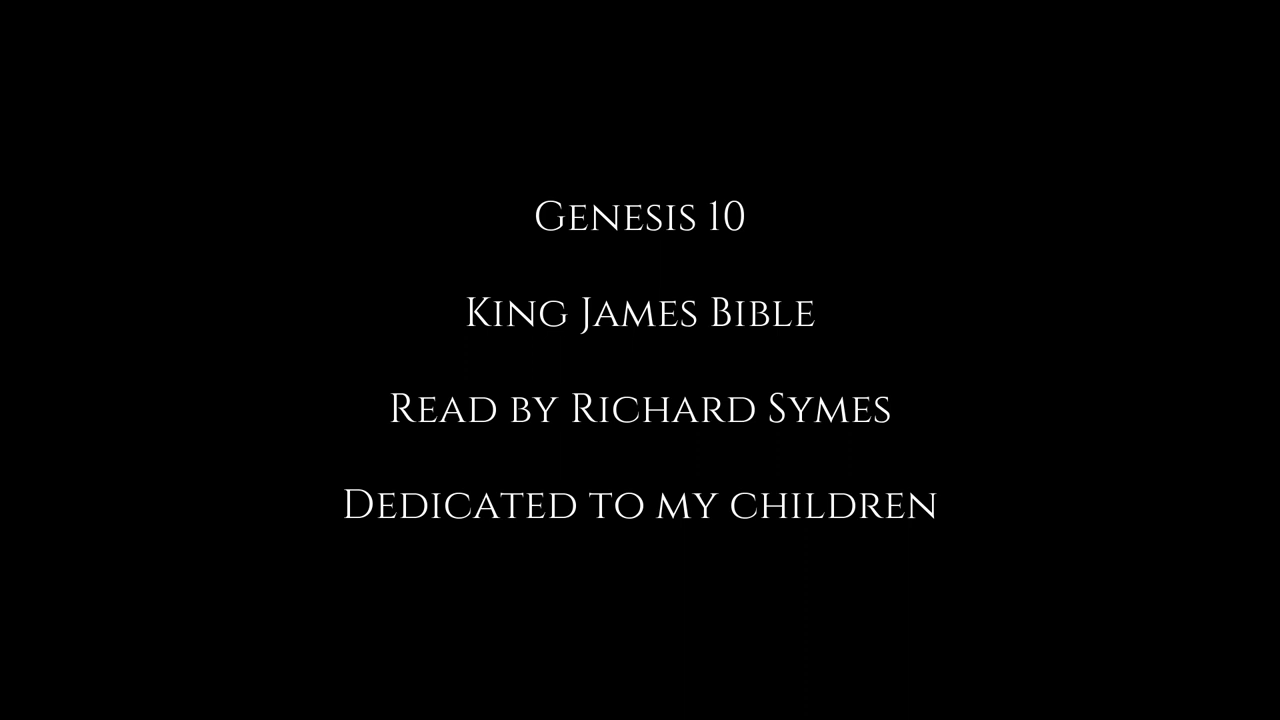 Genesis 10
King James Bible
Read by Richard Symes
Dedicated to my children